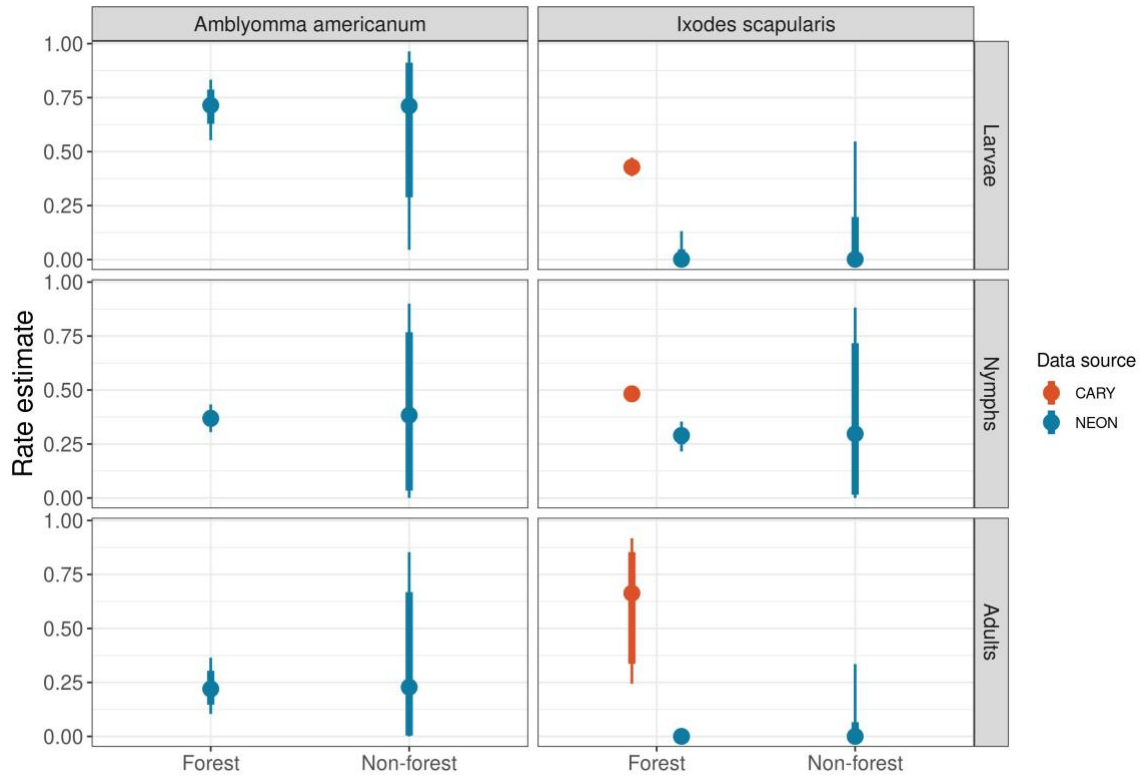 Amblyomma americanum
Ixodes scapularis
1.00
0.75
0.50
0.25
0.00
Larvae
1.00
0.75
0.50
0.25
0.00
Nymphs
1.00
0.75
0.50
0.25
0.00
Adults
Rate estimate
Forest
Non-forest
Forest
Non-forest
Data source
CARY
NEON